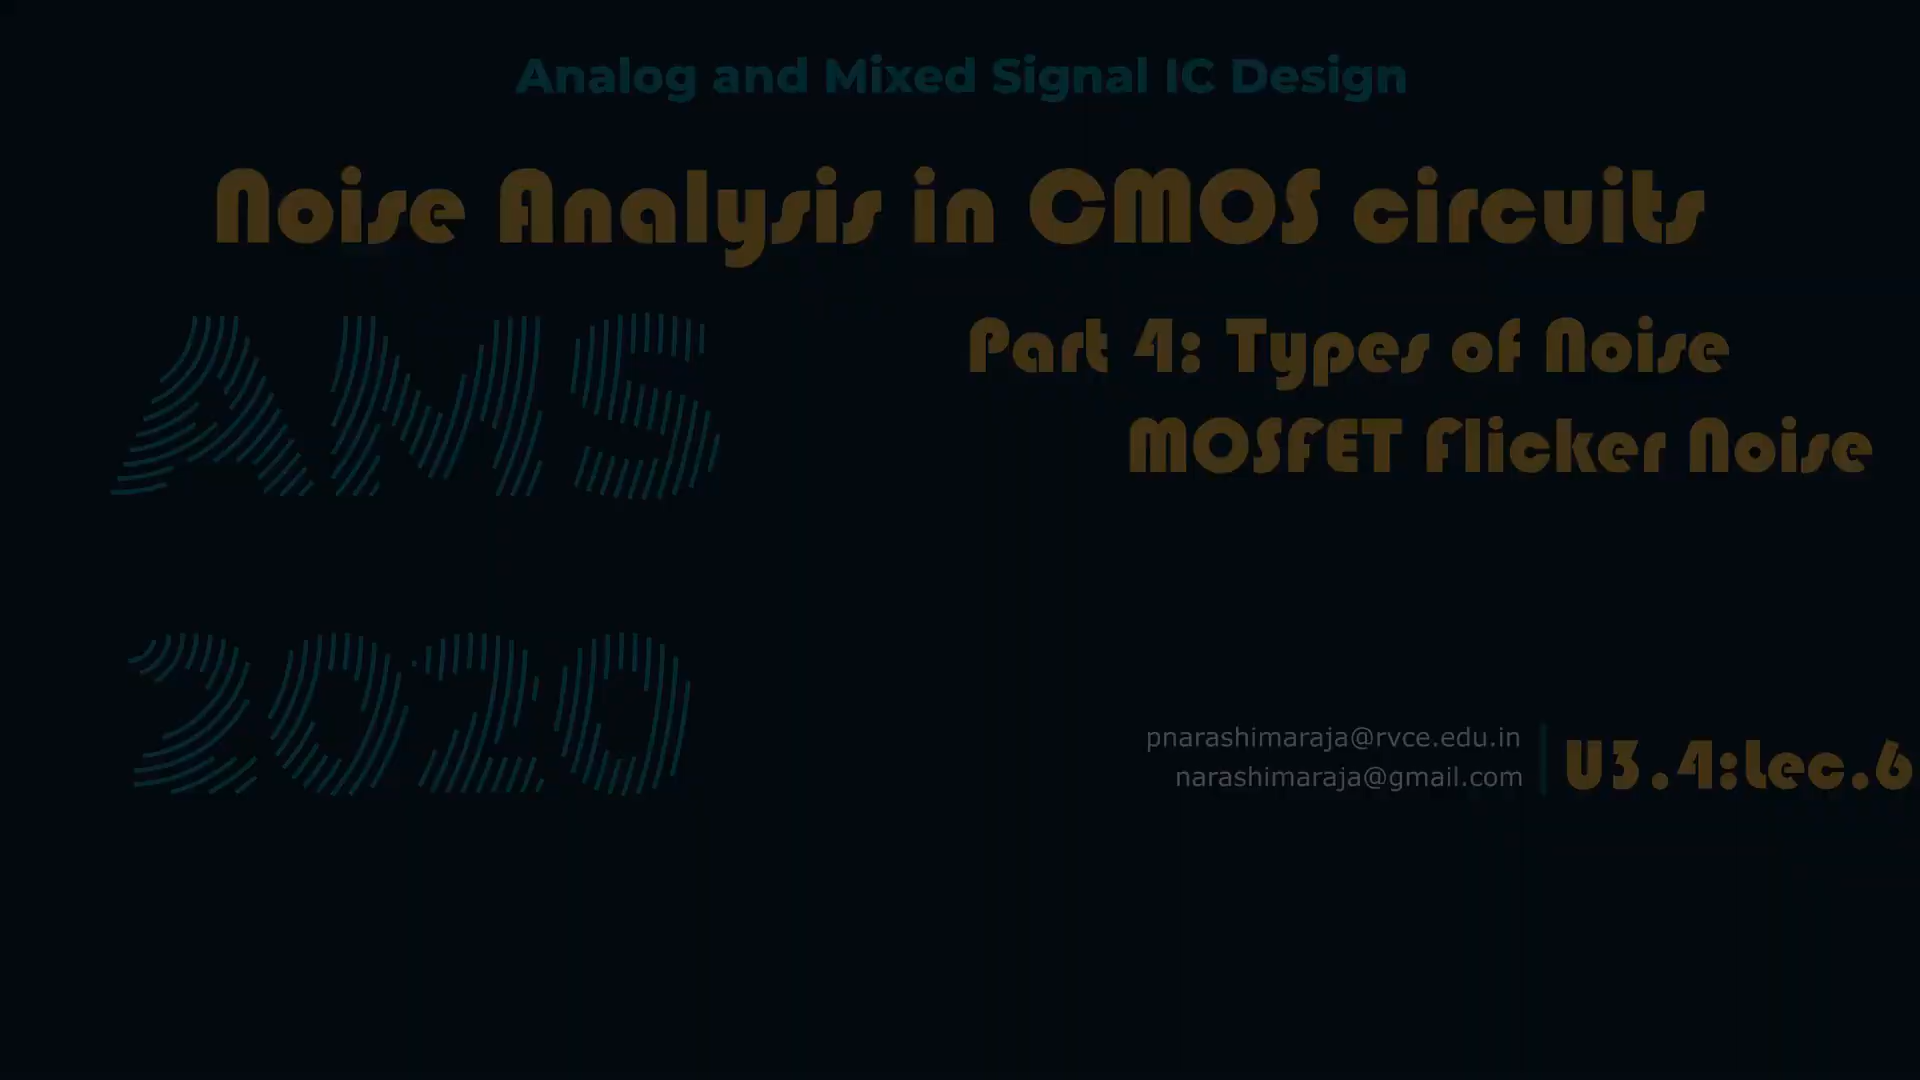 Analog and Mixed Signal IC Design
Noise Analysis in CMOS circuits
AMS
Part 4: Types of Noise
MOSFET Flicker Noise
2020
pnarashimaraja@rvce.edu.in
narashimaraja@gmail.com
U3.4:Lec.6